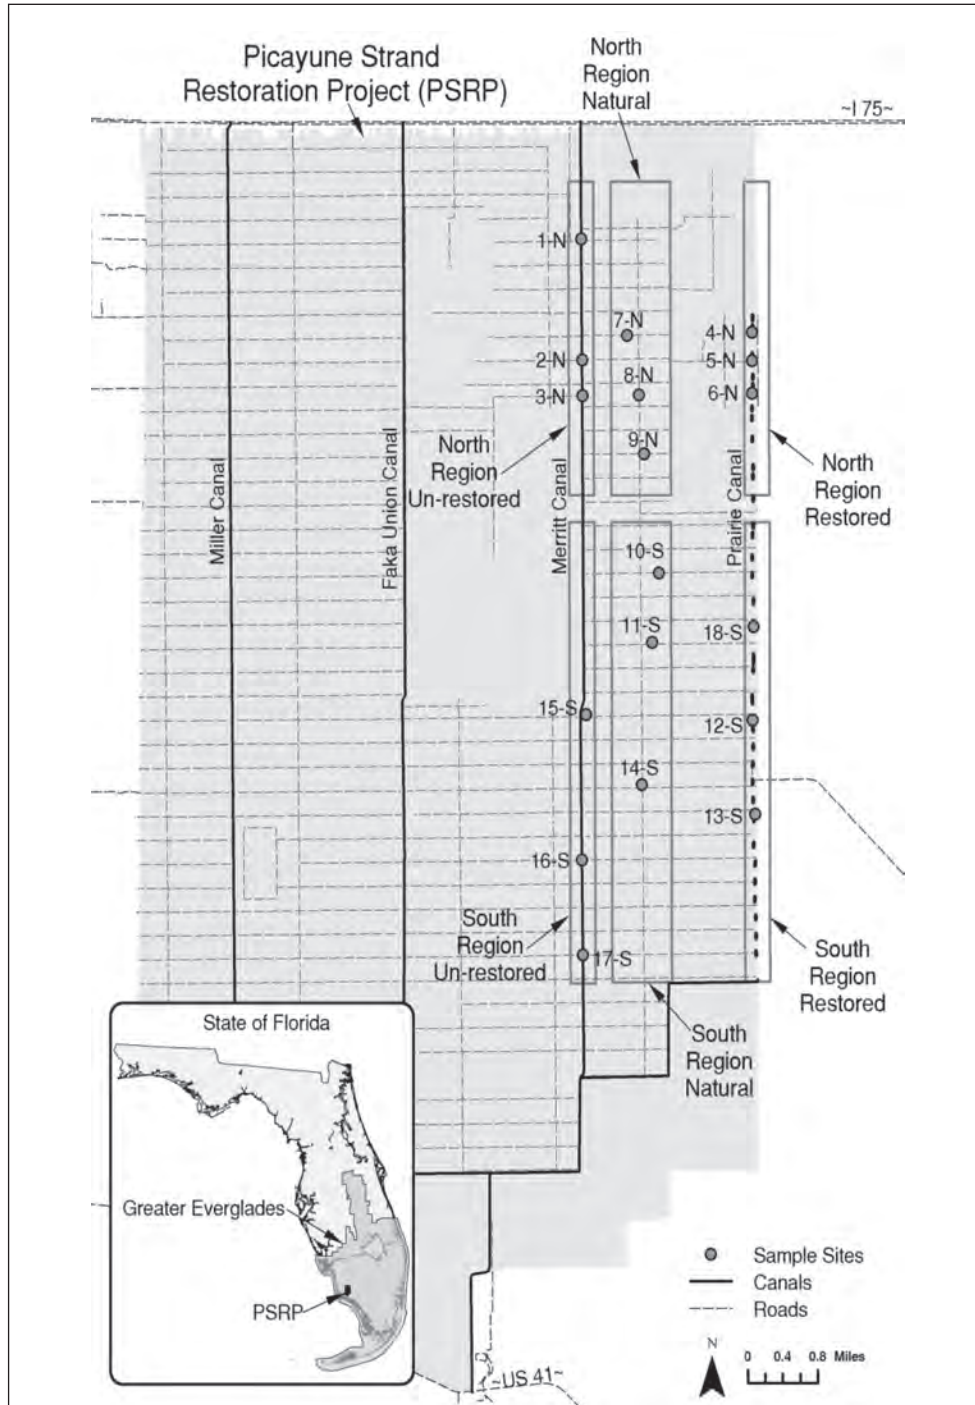 Picayune Strand
Restoration Project (PSRP)
North
Region
Natural
~I 75~
1-N
7-N
4-N
2-N
5-N
8-N
3-N
6-N
9-N
North
Region
Un-restored
North
Region
Restored
Miller Canal
Faka Union Canal
Merritt Canal
Prairie Canal
10-S
11-S
18-S
15-S
12-S
14-S
13-S
16-S
17-S
South
Region
Un-restored
South
Region
Restored
South
Region
Natural
State of Florida
Greater Everglades
PSRP
Sample Sites
Canals
Roads
N
0 0.4 0.8 Miles
~US 41~